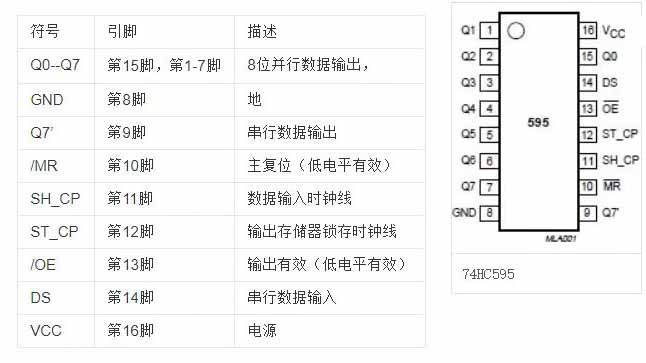 符号 引脚 描述
Q0--Q7 第15脚，第1-7脚 8位并行数据输出，
GND 第8脚 地
Q7’ 第9脚 串行数据输出
/MR 第10脚 主复位（低电平有效）
SH_CP 第11脚 数据输入时钟线
ST_CP 第12脚 输出存储器锁存时钟线
/OE 第13脚 输出有效（低电平有效）
DS 第14脚 串行数据输入
VCC 第16脚 电源
Q1 1 16 VCC
Q2 2 15 Q0
Q3 3 14 DS
Q4 4 13 OE
595
Q5 5 12 ST_CP
Q6 6 11 SH_CP
Q7 7 10 MR
GND 8 9 Q7'
MLA001
74HC595